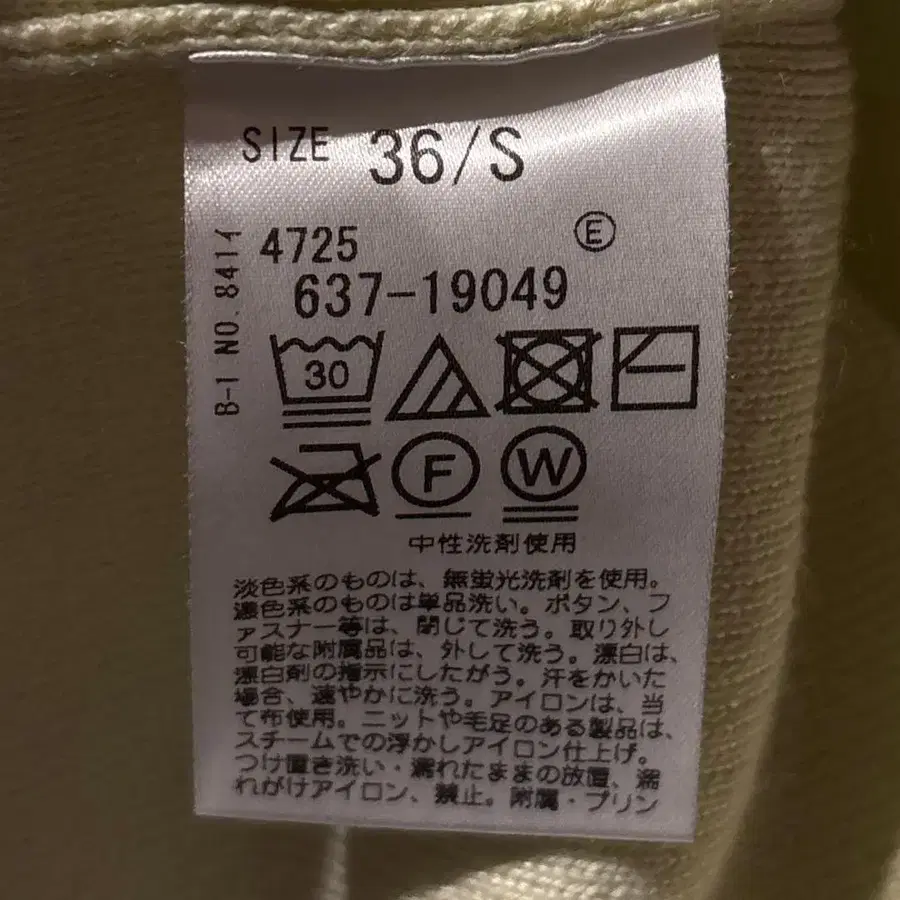 SIZE 36/S
4725 Ⓔ
637-19049
B-1 NO.841イ
30
F W
中性洗剤使用
淡色系のものは、無蛍光洗剤を使用。
濃色系のものは単品洗い。ボタン、フ
ァスナー等は、閉じて洗う。取り外し
可能な附属品は、外して洗う。漂白は、
漂白剤の指示にしたがう。汗をかいた
場合、速やかに洗う。アイロンは、当
て布使用。ニットや毛足のある製品は、
スチームでの浮かしアイロン仕上げ。
つけ置き洗い・濡れたままの放置、濡
れがけアイロン、禁止。附属・プリン